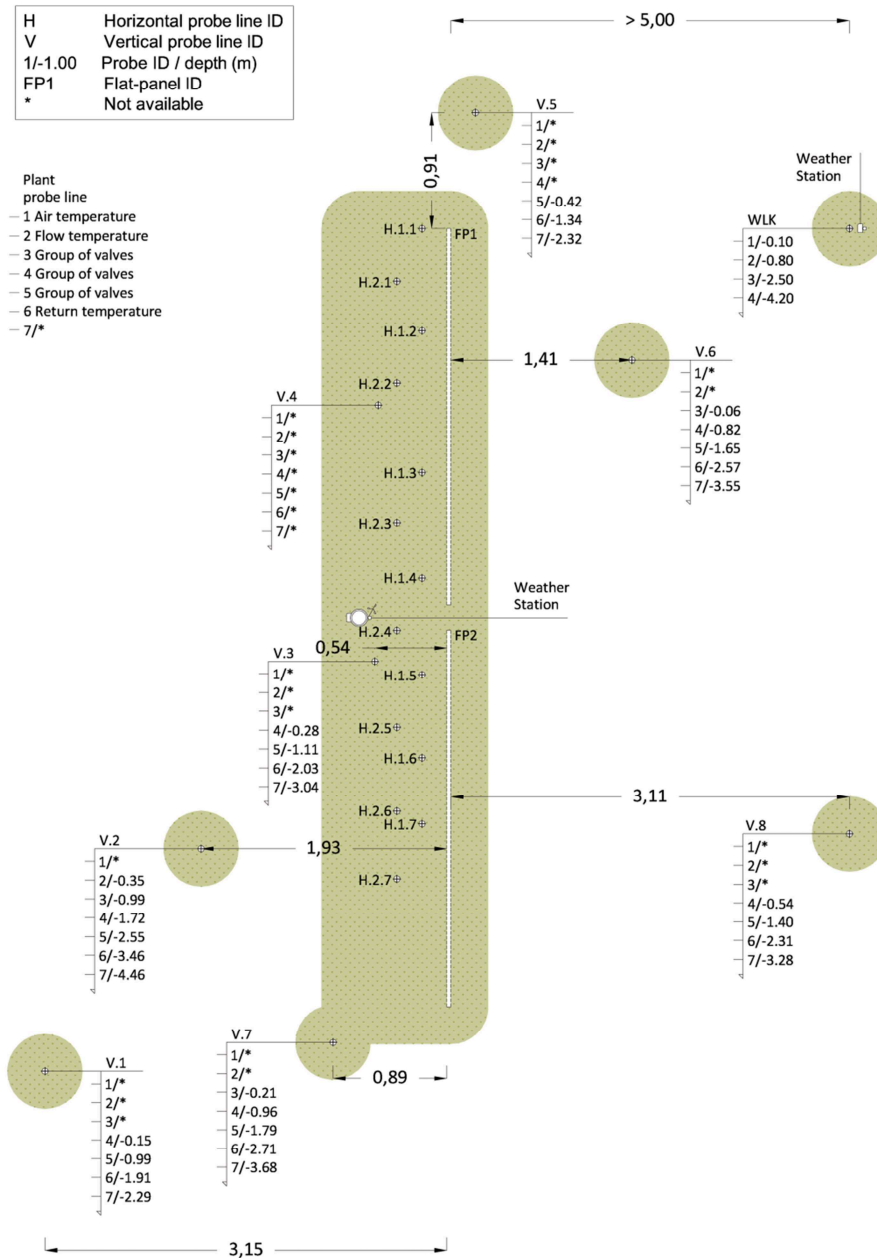 H Horizontal probe line ID
V Vertical probe line ID
1/-1.00 Probe ID / depth (m)
FP1 Flat-panel ID
* Not available
> 5,00
V.5
1/*
2/*
3/*
4/*
5/-0.42
6/-1.34
7/-2.32
0,91
Weather
Station
WLK
1/-0.10
2/-0.80
3/-2.50
4/-4.20
Plant
probe line
1 Air temperature
2 Flow temperature
3 Group of valves
4 Group of valves
5 Group of valves
6 Return temperature
7/*
H.1.1
FP1
H.2.1
H.1.2
1,41
V.6
1/*
2/*
3/-0.06
4/-0.82
5/-1.65
6/-2.57
7/-3.55
H.2.2
V.4
1/*
2/*
3/*
4/*
5/*
6/*
7/*
H.1.3
H.2.3
H.1.4
Weather
Station
H.2.4
FP2
0,54
V.3
1/*
2/*
3/*
4/-0.28
5/-1.11
6/-2.03
7/-3.04
H.1.5
H.2.5
H.1.6
3,11
H.2.6
H.1.7
V.8
1/*
2/*
3/*
4/-0.54
5/-1.40
6/-2.31
7/-3.28
V.2
1/*
2/-0.35
3/-0.99
4/-1.72
5/-2.55
6/-3.46
7/-4.46
1,93
H.2.7
V.7
1/*
2/*
3/-0.21
4/-0.96
5/-1.79
6/-2.71
7/-3.68
0,89
V.1
1/*
2/*
3/*
4/-0.15
5/-0.99
6/-1.91
7/-2.29
3,15